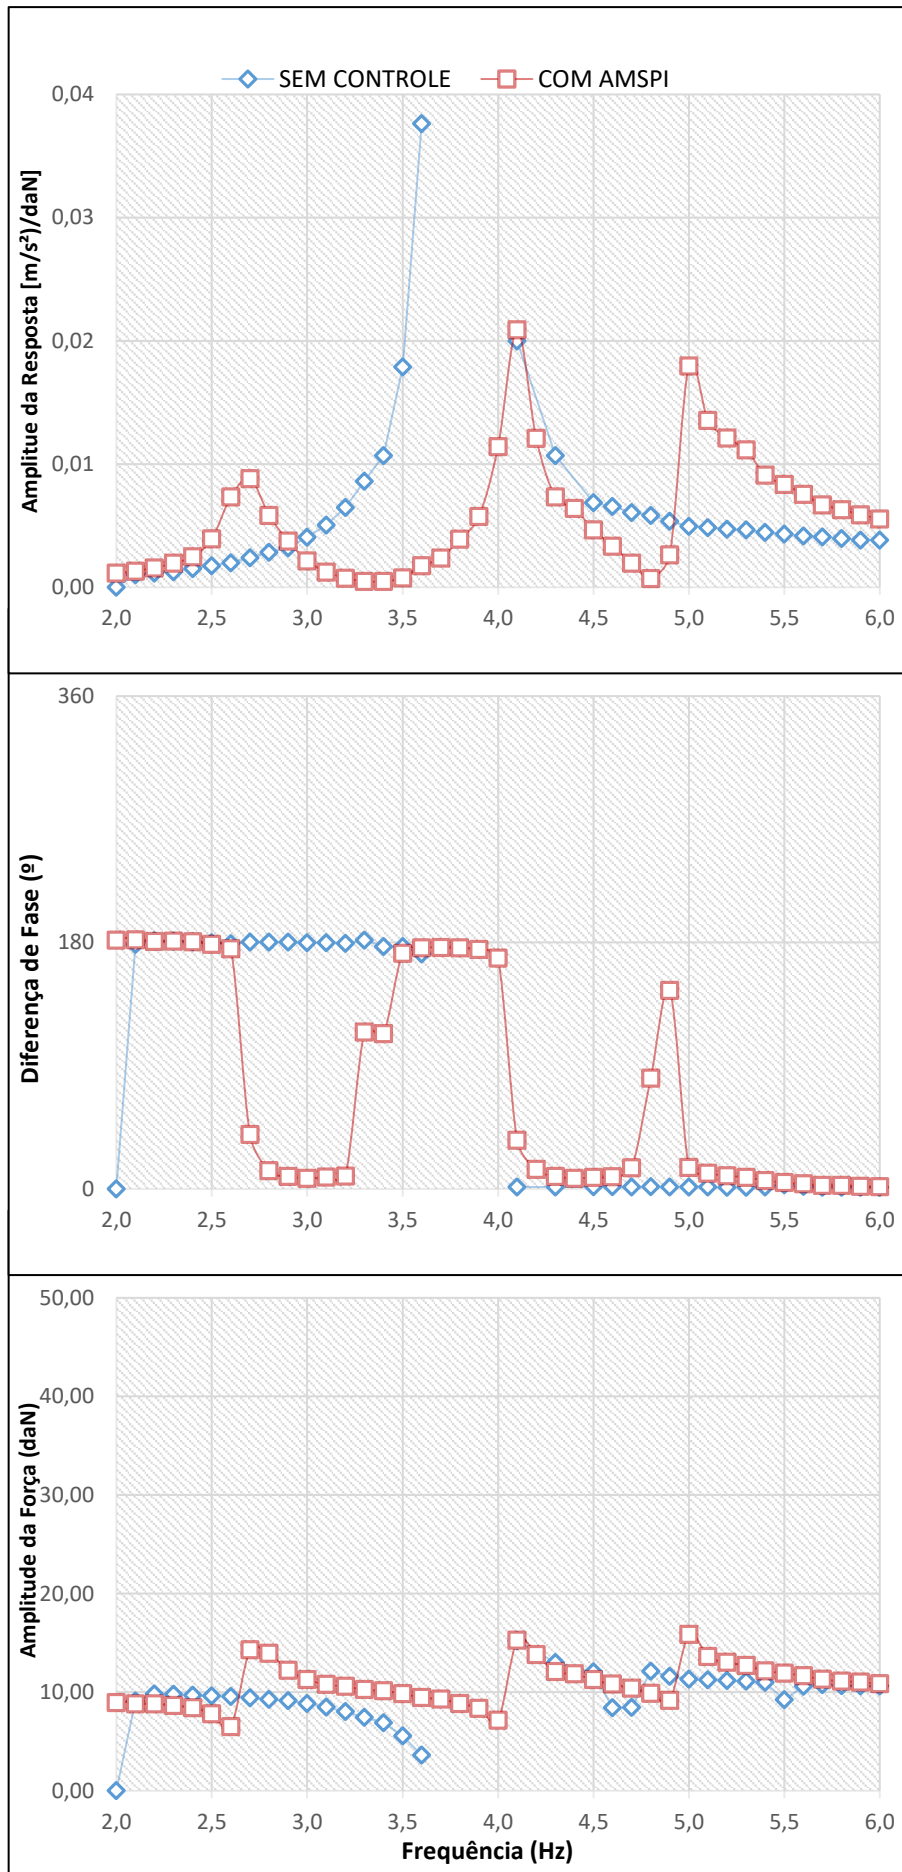 SEM CONTROLE COM AMSPI
Amplitue da Resposta [m/s²)/daN]
0,04
0,03
0,02
0,01
0,00
2,0 2,5 3,0 3,5 4,0 4,5 5,0 5,5 6,0
Diferença de Fase (º)
360
180
0
2,0 2,5 3,0 3,5 4,0 4,5 5,0 5,5 6,0
Amplitude da Força (daN)
50,00
40,00
30,00
20,00
10,00
0,00
2,0 2,5 3,0 3,5 4,0 4,5 5,0 5,5 6,0
Frequência (Hz)